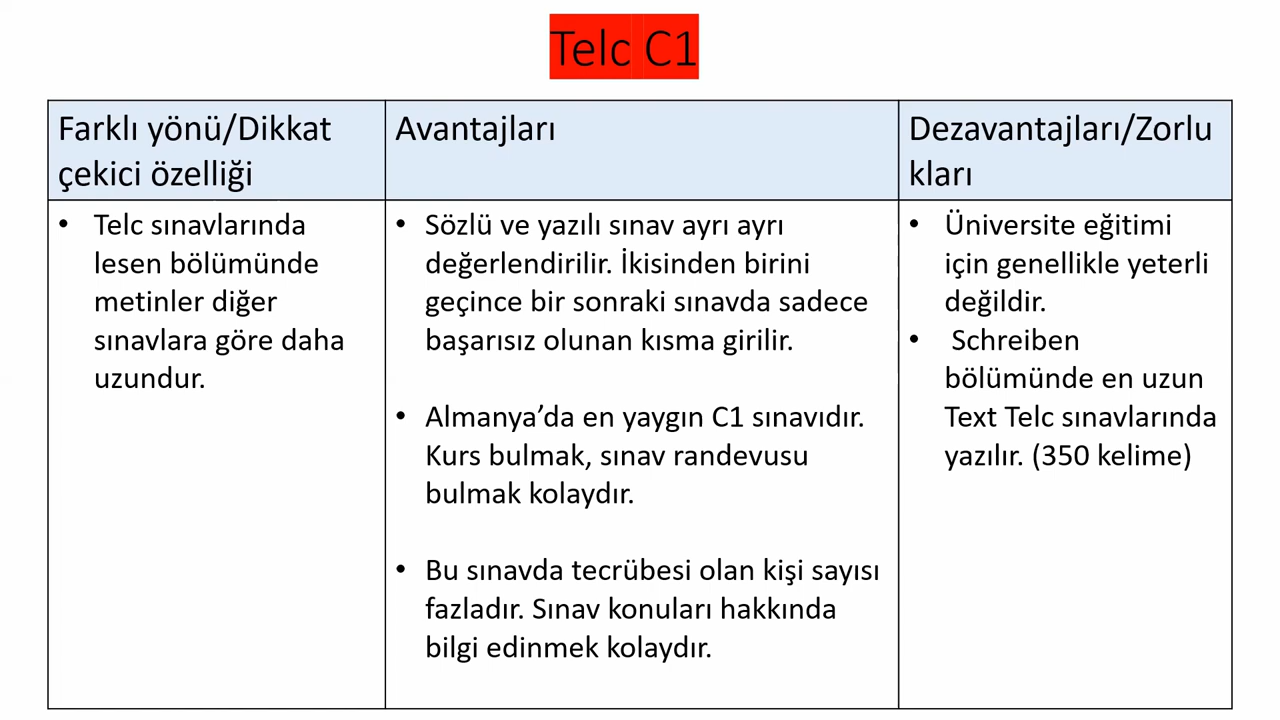 Telc C1
Farklı yönü/Dikkat
çekici özelliği
Avantajları
Dezavantajları/Zorlu
kları
• Telc sınavlarında
lesen bölümünde
metinler diğer
sınavlara göre daha
uzundur.
• Sözlü ve yazılı sınav ayrı ayrı
değerlendirilir. İkisinden birini
geçince bir sonraki sınavda sadece
başarısız olunan kısma girilir.
• Almanya’da en yaygın C1 sınavıdır.
Kurs bulmak, sınav randevusu
bulmak kolaydır.
• Bu sınavda tecrübesi olan kişi sayısı
fazladır. Sınav konuları hakkında
bilgi edinmek kolaydır.
• Üniversite eğitimi
için genellikle yeterli
değildir.
• Schreiben
bölümünde en uzun
Text Telc sınavlarında
yazılır. (350 kelime)